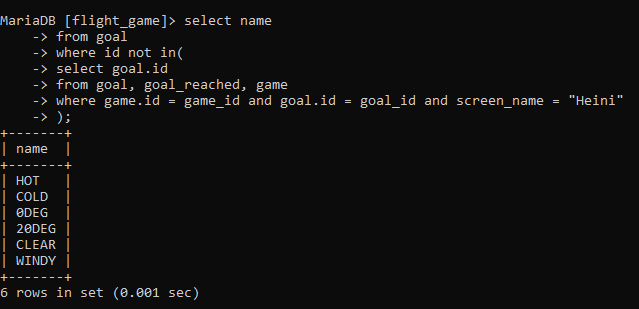 MariaDB [flight_game]> select name
    -> from goal
    -> where id not in(
    -> select goal.id
    -> from goal, goal_reached, game
    -> where game.id = game_id and goal.id = goal_id and screen_name = "Heini"
    -> );
+-------+
| name  |
+-------+
| HOT   |
| COLD  |
| 0DEG  |
| 20DEG |
| CLEAR |
| WINDY |
+-------+
6 rows in set (0.001 sec)